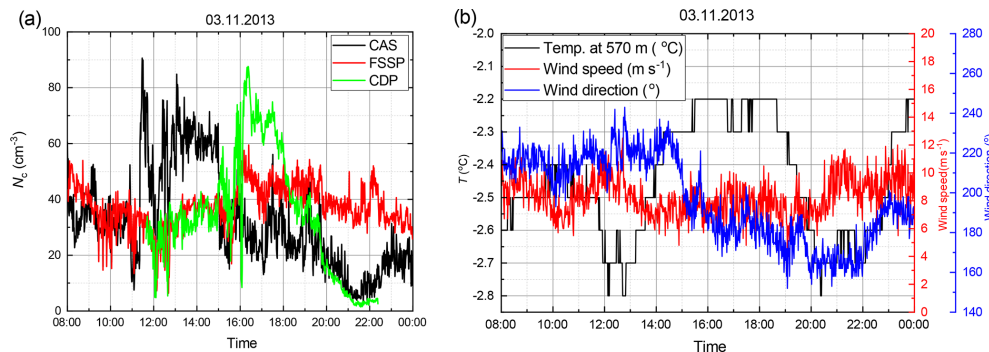 (a)
03.11.2013
CAS
FSSP
CDP
100
80
60
40
20
0
Nc (cm-3)
08:00 10:00 12:00 14:00 16:00 18:00 20:00 22:00 00:00
Time
(b)
03.11.2013
Temp. at 570 m ( °C)
Wind speed (m s-1)
Wind direction (°)
-2.0
-2.1
-2.2
-2.3
-2.4
-2.5
-2.6
-2.7
-2.8
T (°C)
20
18
16
14
12
10
8
6
4
2
0
Wind speed(m s-1)
280
260
240
220
200
180
160
140
Wind direction (°)
08:00 10:00 12:00 14:00 16:00 18:00 20:00 22:00 00:00
Time